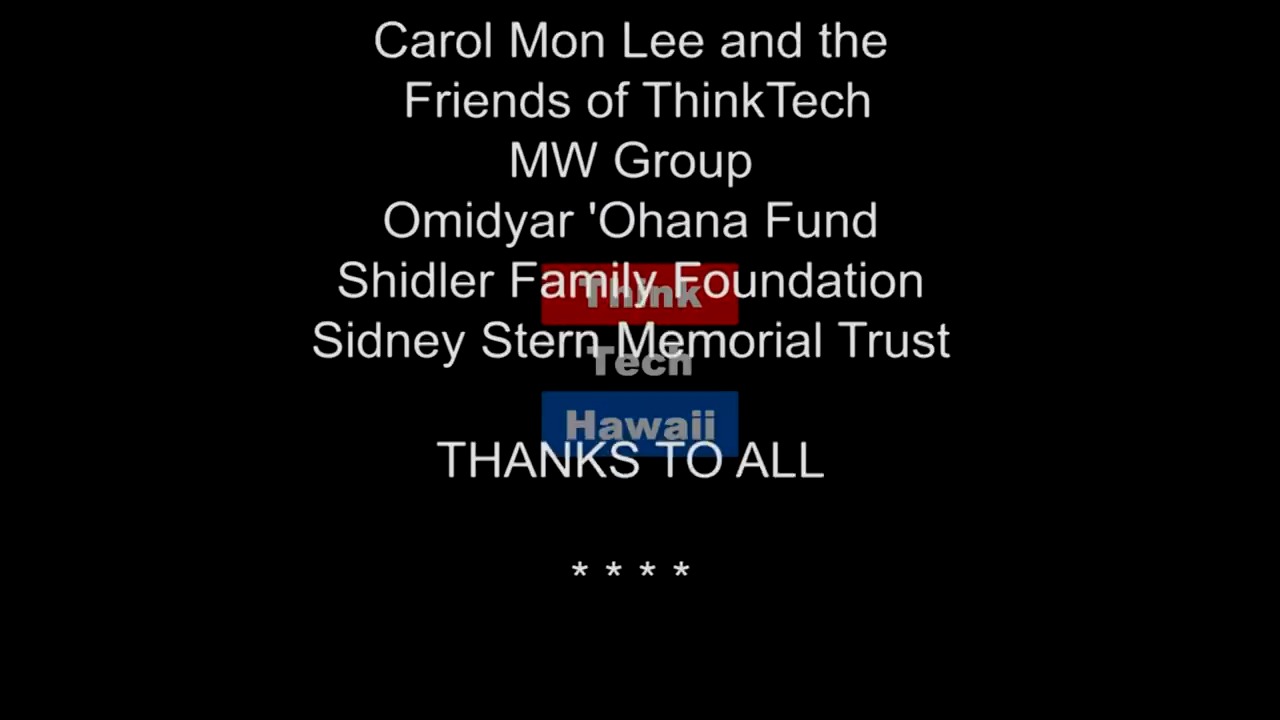 Carol Mon Lee and the
Friends of ThinkTech
MW Group
Omidyar 'Ohana Fund
Shidler Family Foundation
Think
Sidney Stern Memorial Trust
Tech
Hawaii
THANKS TO ALL
* * * *